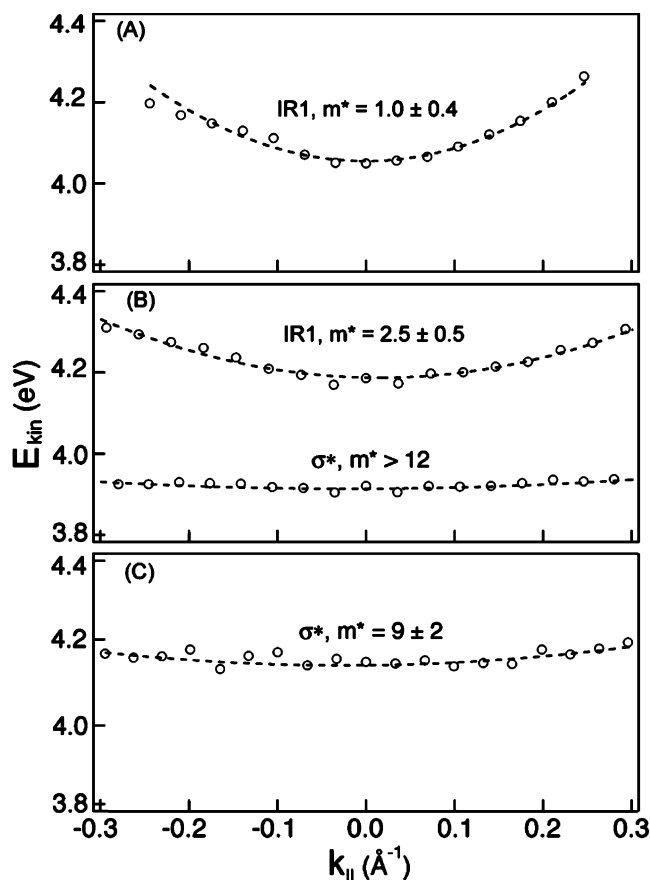 4.4
(A)
IR1, m* = 1.0 ± 0.4
4.2
4.0
3.8
4.4
(B)
IR1, m* = 2.5 ± 0.5
4.2
σ*, m* > 12
4.0
3.8
E_kin (eV)
4.4
(C)
σ*, m* = 9 ± 2
4.2
4.0
3.8
-0.3 -0.2 -0.1 0.0 0.1 0.2 0.3
k_|| (Å⁻¹)